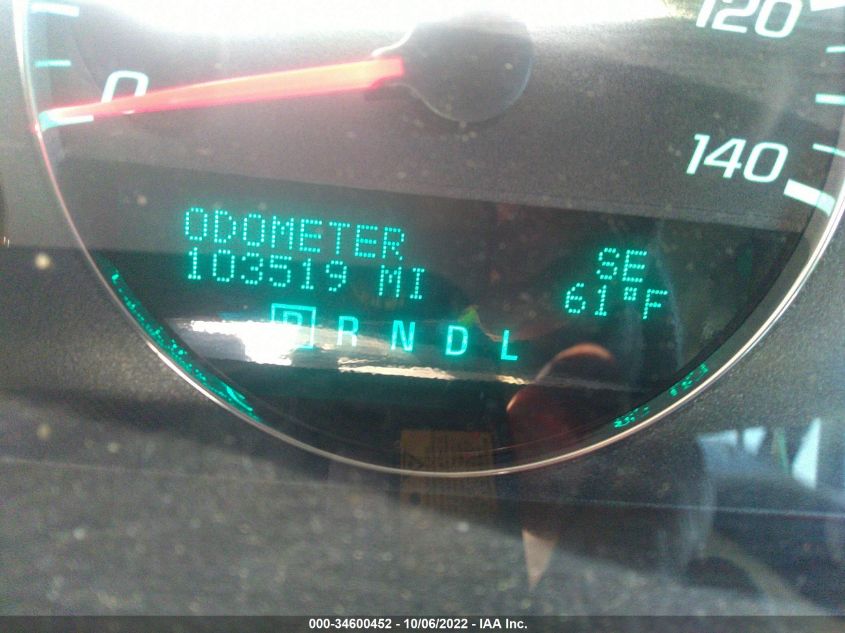 120
0
140
ODOMETER
103519 MI
SE
61°F
P R N D L
000-34600452 - 10/06/2022 - IAA Inc.